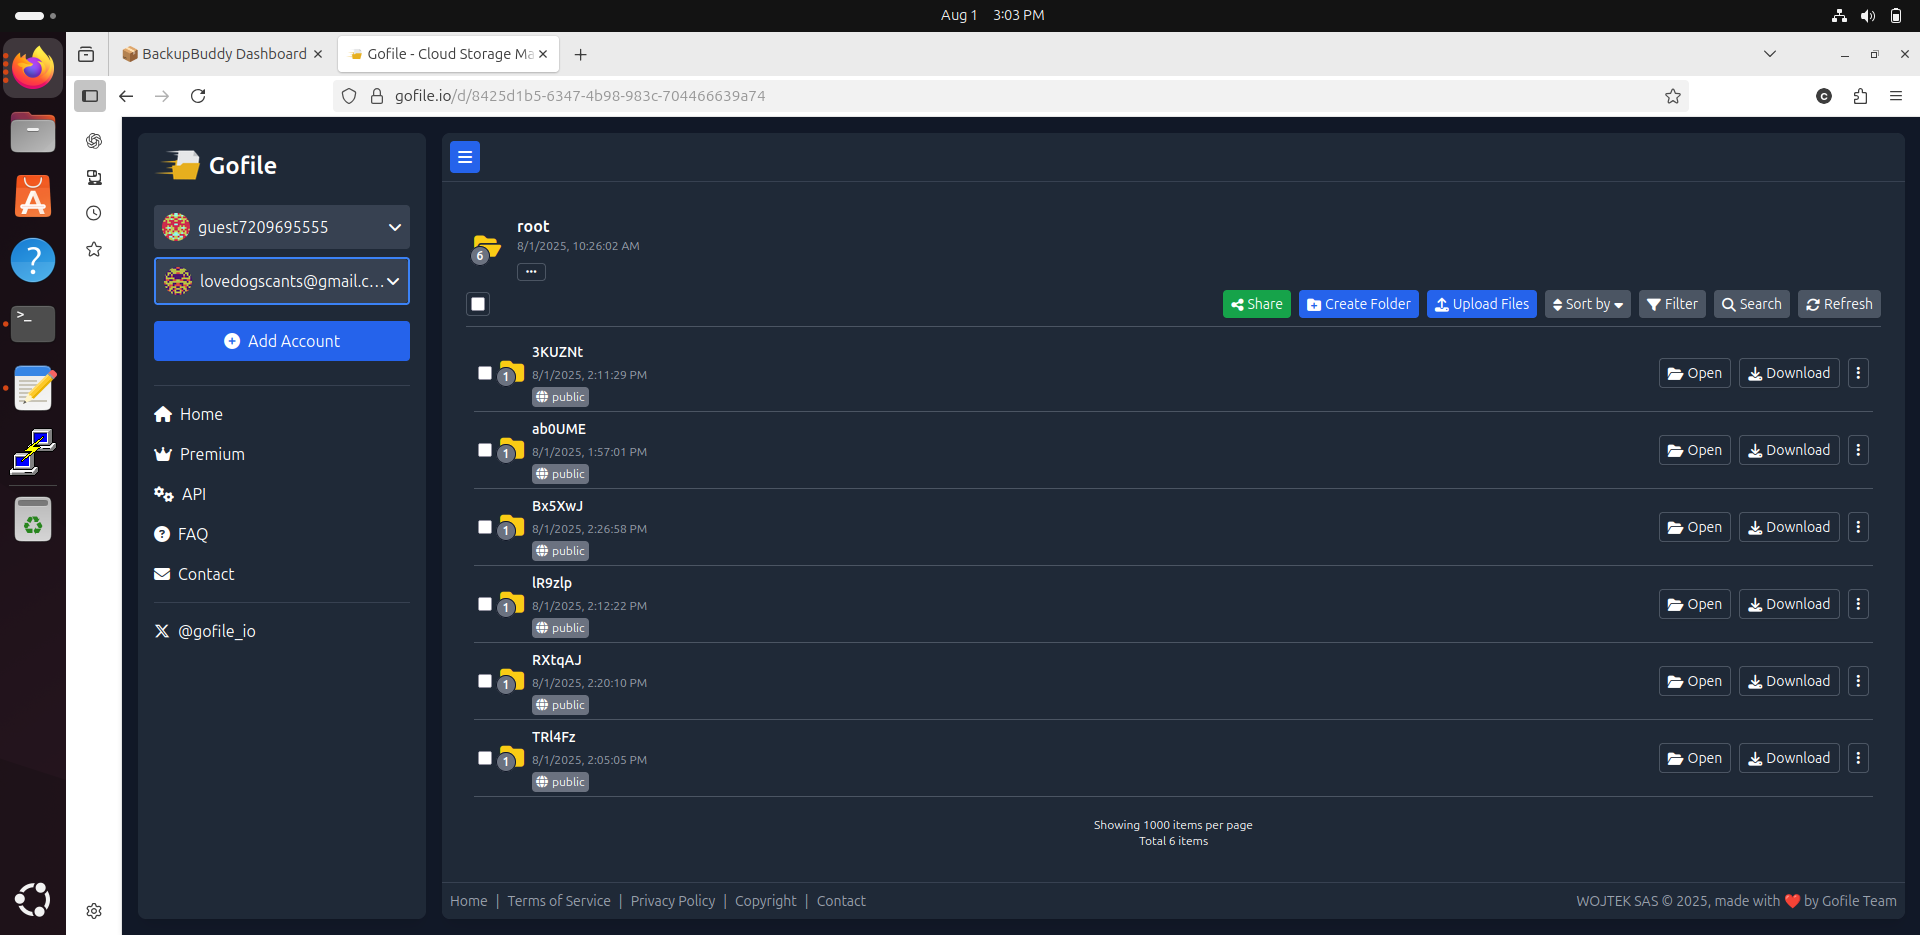 Aug 1 3:03 PM
BackupBuddy Dashboard
Gofile - Cloud Storage Ma
gofile.io/d/8425d1b5-6347-4b98-983c-704466639a74
Gofile
guest7209695555
lovedogscants@gmail.c...
Add Account
Home
Premium
API
FAQ
Contact
@gofile_io
root
8/1/2025, 10:26:02 AM
6
Share
Create Folder
Upload Files
Sort by
Filter
Search
Refresh
3KUZNt
1
8/1/2025, 2:11:29 PM
public
Open
Download
ab0UME
1
8/1/2025, 1:57:01 PM
public
Open
Download
Bx5XwJ
1
8/1/2025, 2:26:58 PM
public
Open
Download
lR9zlp
1
8/1/2025, 2:12:22 PM
public
Open
Download
RXtqAJ
1
8/1/2025, 2:20:10 PM
public
Open
Download
TRl4Fz
1
8/1/2025, 2:05:05 PM
public
Open
Download
Showing 1000 items per page
Total 6 items
Home | Terms of Service | Privacy Policy | Copyright | Contact
WOJTEK SAS © 2025, made with ❤️ by Gofile Team